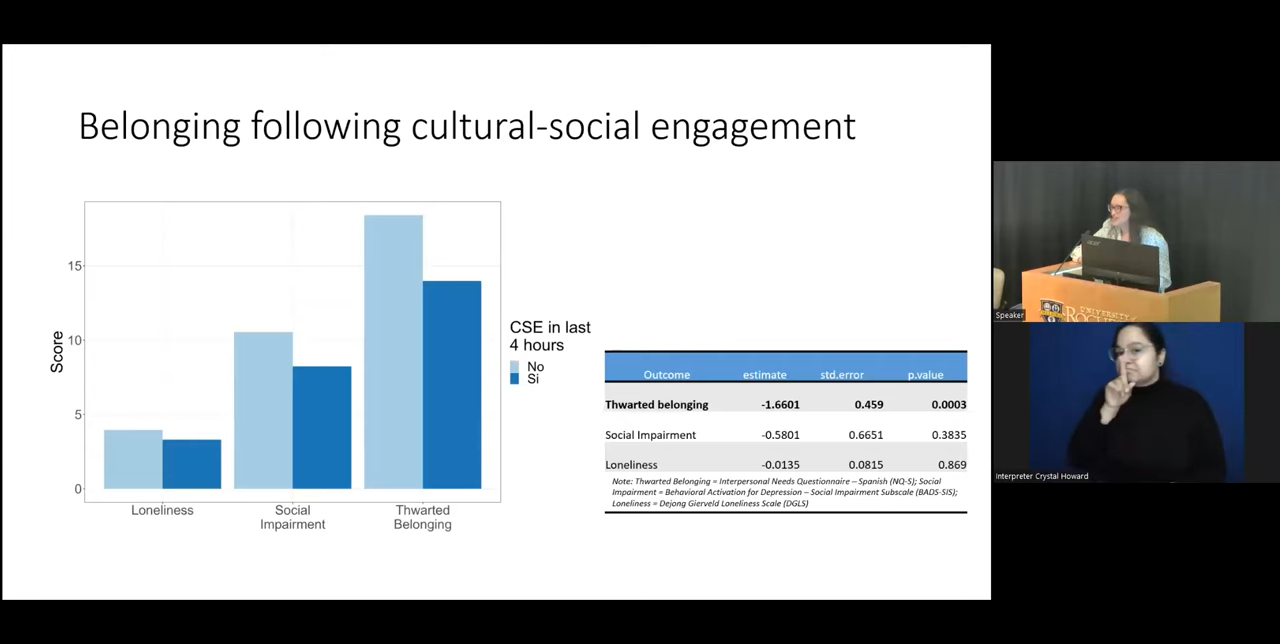 Belonging following cultural-social engagement
Score
15
10
5
0
Loneliness
Social
Impairment
Thwarted
Belonging
CSE in last
4 hours
No
Si
Outcome estimate std.error p.value
Thwarted belonging -1.6601 0.459 0.0003
Social Impairment -0.5801 0.6651 0.3835
Loneliness -0.0135 0.0815 0.869
Note: Thwarted Belonging = Interpersonal Needs Questionnaire – Spanish (NQ-S); Social
Impairment = Behavioral Activation for Depression – Social Impairment Subscale (BADS-SIS);
Loneliness = Dejong Gierveld Loneliness Scale (DGLS)
acer
UNIVERSITY
Speaker
Interpreter Crystal Howard